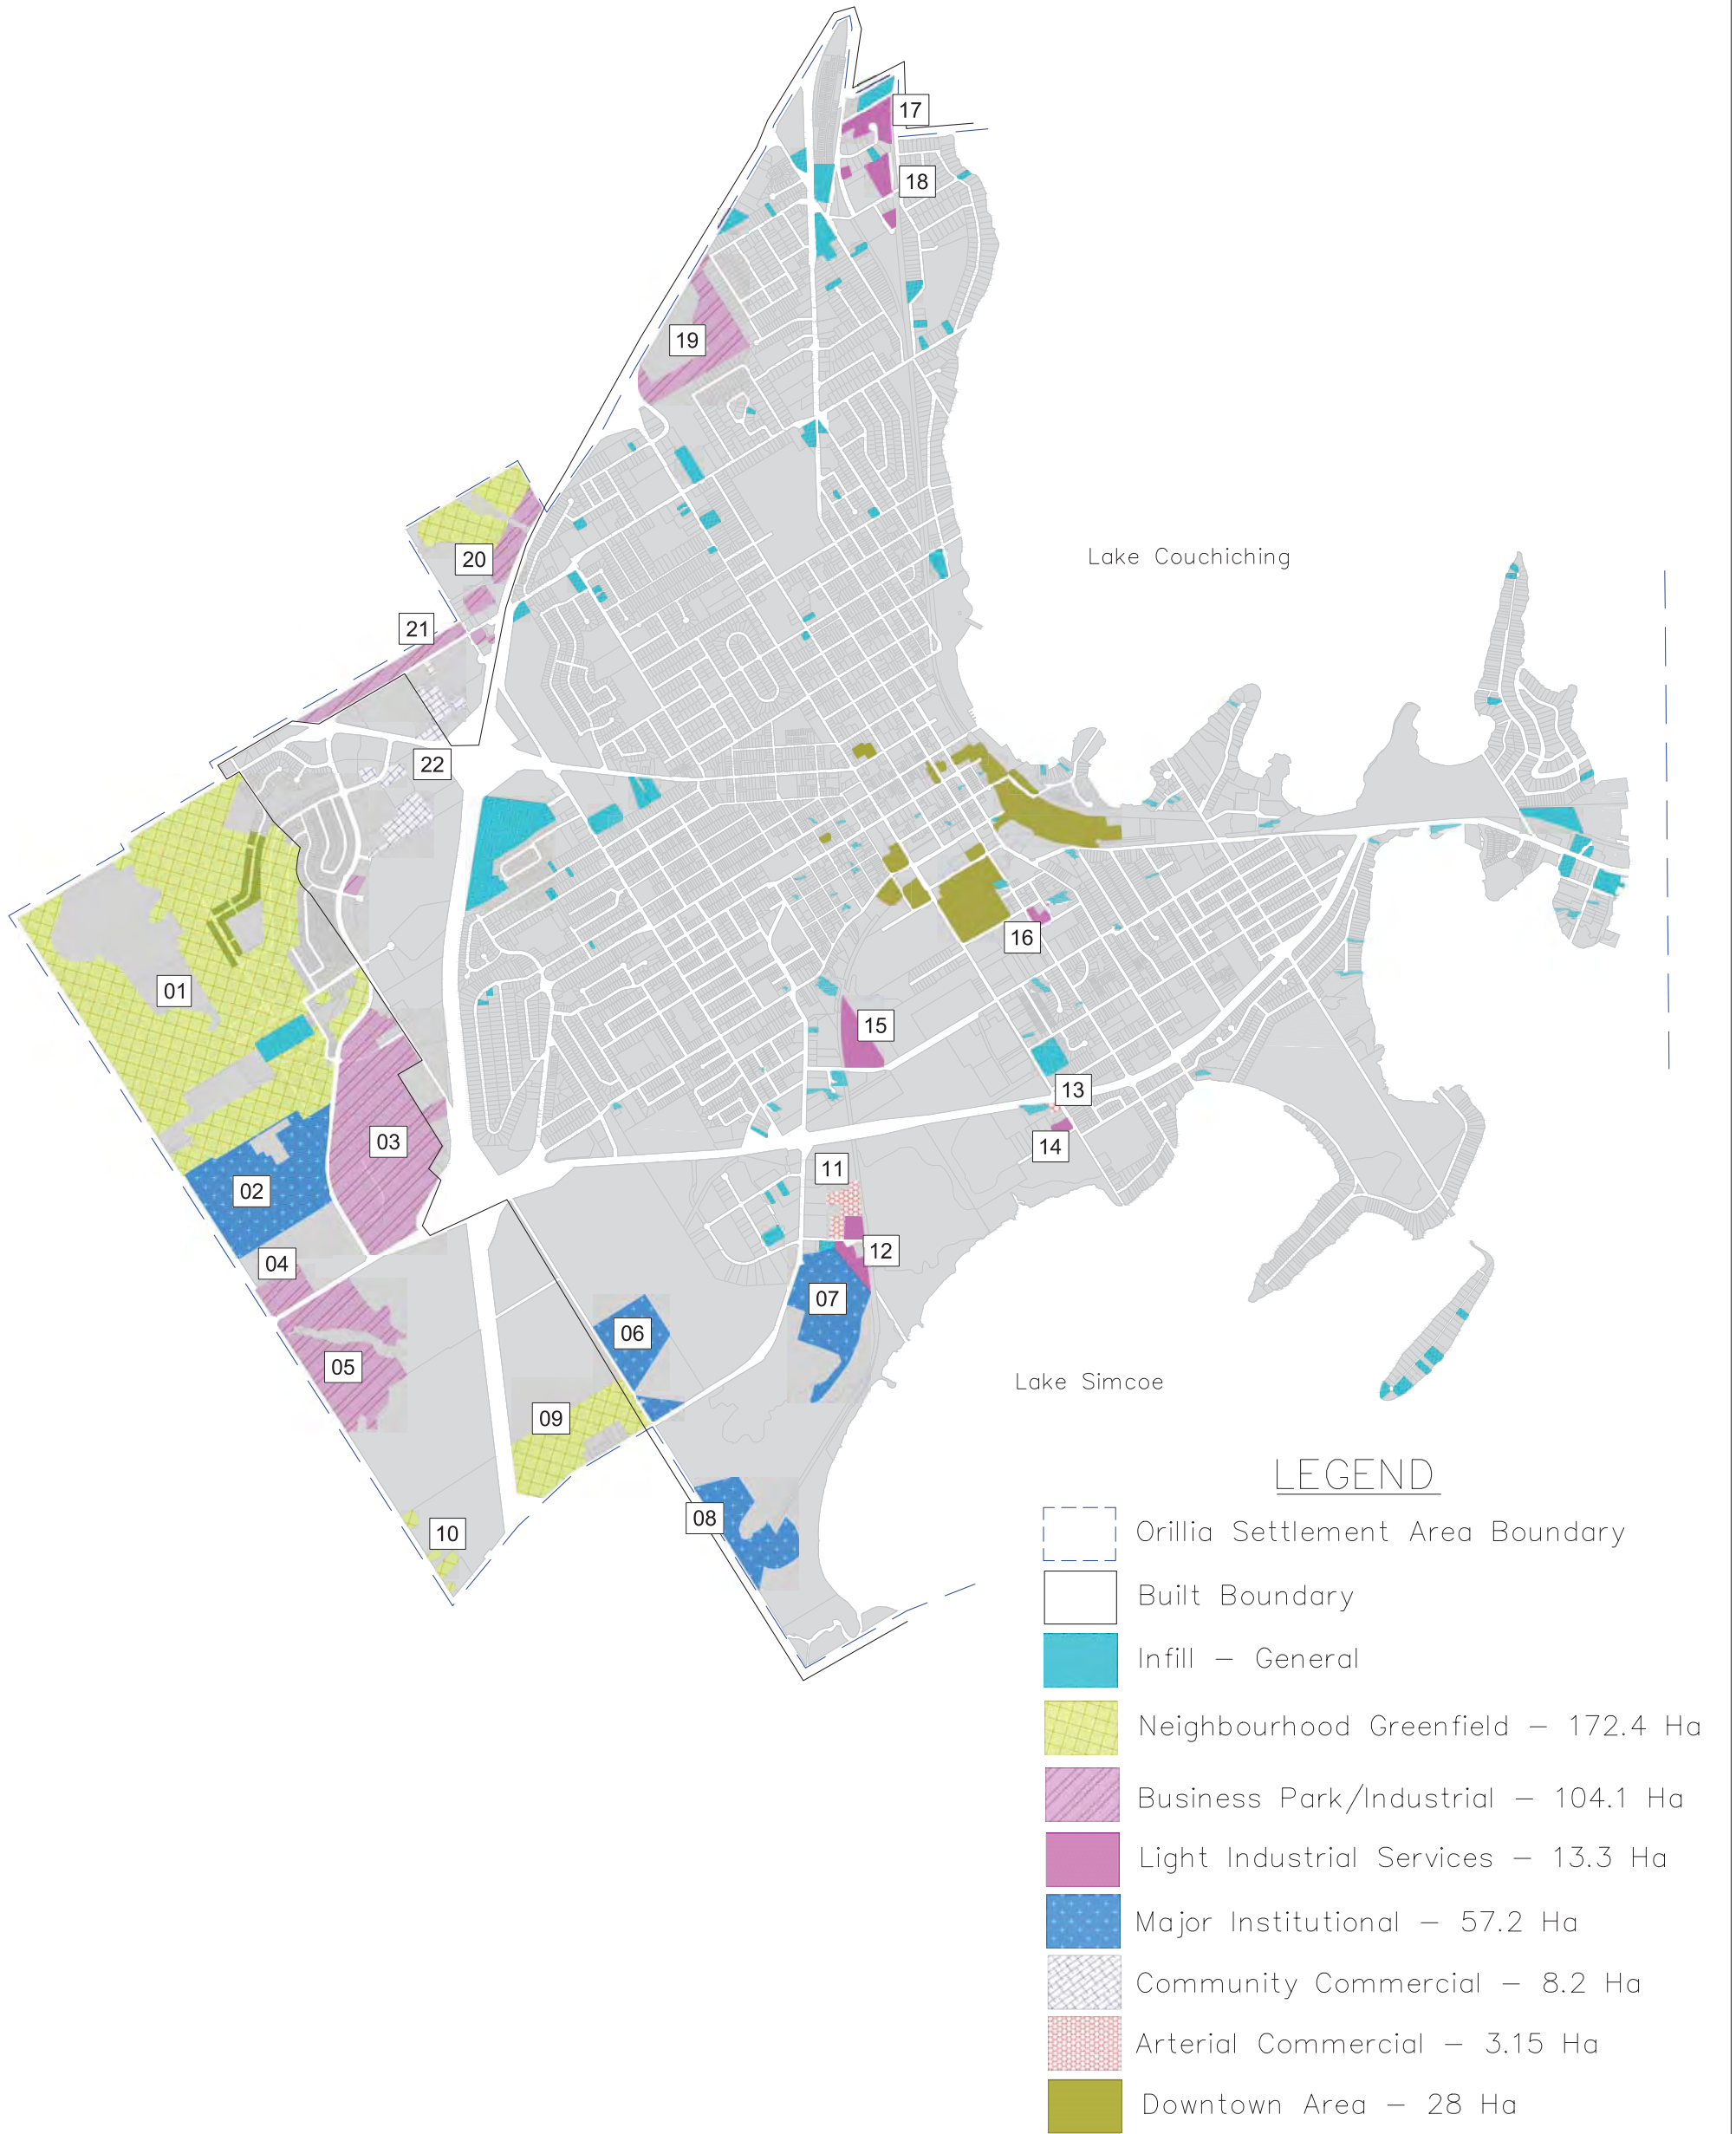 17
18
19
Lake Couchiching
20
21
22
16
01
15
13
03
14
11
02
12
04
07
06
05
Lake Simcoe
09
08
10
LEGEND
Orillia Settlement Area Boundary
Built Boundary
Infill – General
Neighbourhood Greenfield – 172.4 Ha
Business Park/Industrial – 104.1 Ha
Light Industrial Services – 13.3 Ha
Major Institutional – 57.2 Ha
Community Commercial – 8.2 Ha
Arterial Commercial – 3.15 Ha
Downtown Area – 28 Ha